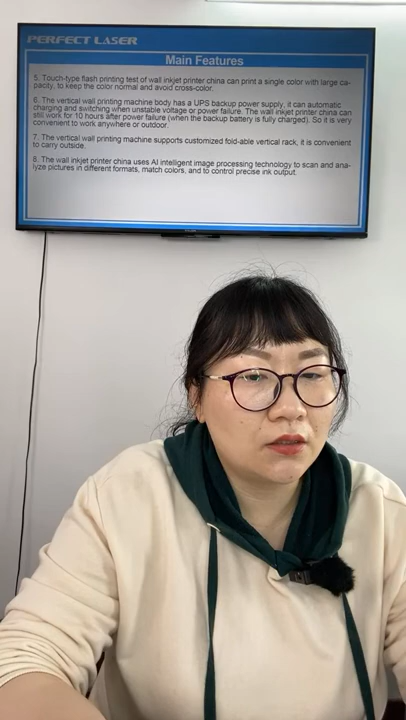 PERFECT LASER
Main Features
5. Touch-type flash printing test of wall inkjet printer china can print a single color with large ca-
pacity, to keep the color normal and avoid cross-color.
6. The vertical wall printing machine body has a UPS backup power supply, it can automatic
charging and switching when unstable voltage or power failure. The wall inkjet printer china can
still work for 10 hours after power failure (when the backup battery is fully charged). So it is very
convenient to work anywhere or outdoor.
7. The vertical wall printing machine supports customized fold-able vertical rack, it is convenient
to carry outside.
8. The wall inkjet printer china uses AI intelligent image processing technology to scan and ana-
lyze pictures in different formats, match colors, and to control precise ink output.